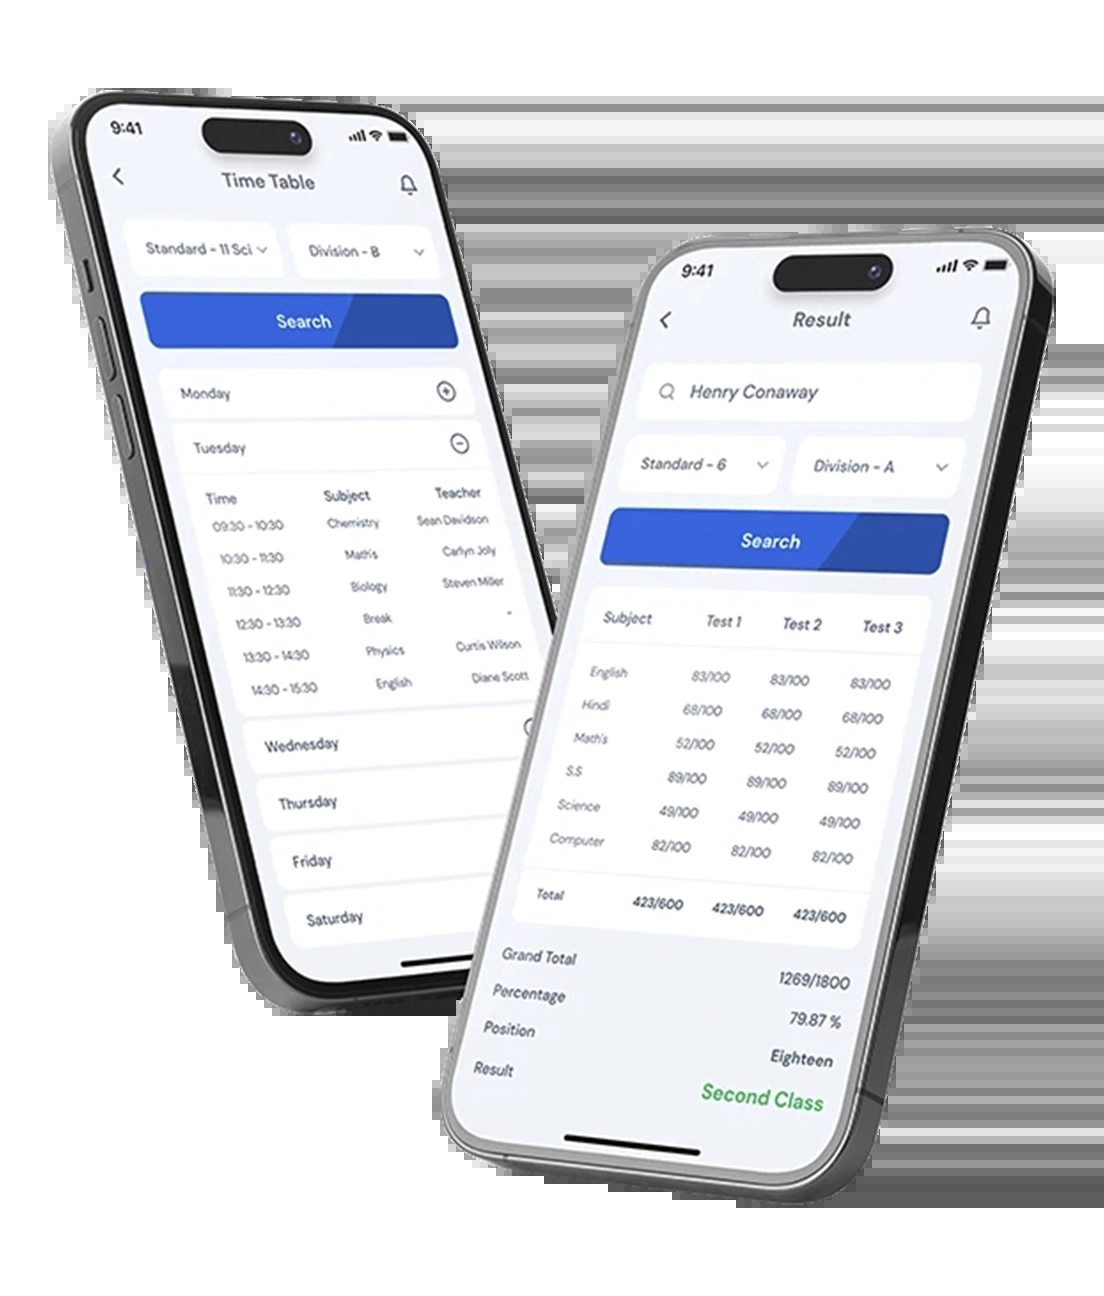 9:41
Time Table
Standard - 11 Sci
Division - B
Search
Monday
Tuesday
Time Subject Teacher
09:30 - 10:30 Chemistry Sean Davidson
10:30 - 11:30 Math's Carlyn Joly
11:30 - 12:30 Biology Steven Miller
12:30 - 13:30 Break -
13:30 - 14:30 Physics Curtis Wilson
14:30 - 15:30 English Diane Scott
Wednesday
Thursday
Friday
Saturday
9:41
Result
Henry Conaway
Standard - 6
Division - A
Search
Subject Test 1 Test 2 Test 3
English 83/100 83/100 83/100
Hindi 68/100 68/100 68/100
Math's 52/100 52/100 52/100
S.S 89/100 89/100 89/100
Science 49/100 49/100 49/100
Computer 82/100 82/100 82/100
Total 423/600 423/600 423/600
Grand Total 1269/1800
Percentage 79.87 %
Position Eighteen
Result Second Class